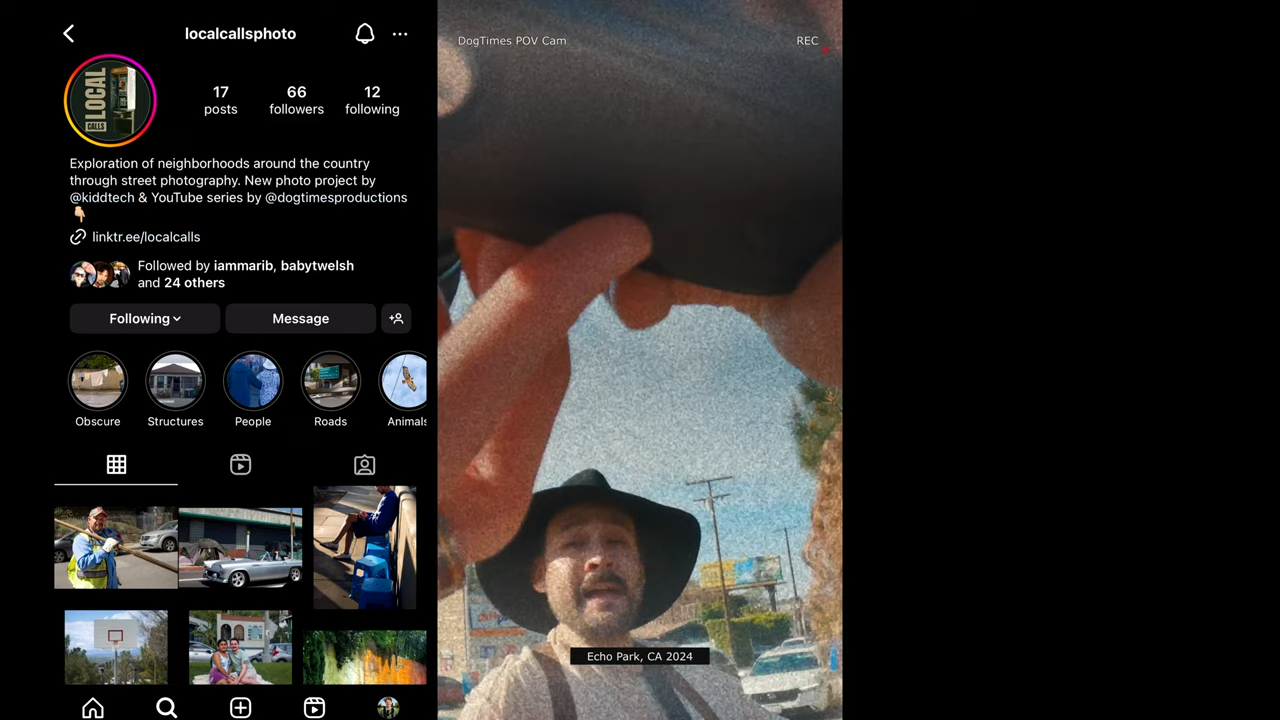 localcallsphoto
LOCAL
CALLS
17
posts
66
followers
12
following
Exploration of neighborhoods around the country
through street photography. New photo project by
@kiddtech & YouTube series by @dogtimesproductions
linktr.ee/localcalls
Followed by iammarib, babytwelsh
and 24 others
Following
Message
Obscure
Structures
People
Roads
Animals
DogTimes POV Cam
REC
Echo Park, CA 2024